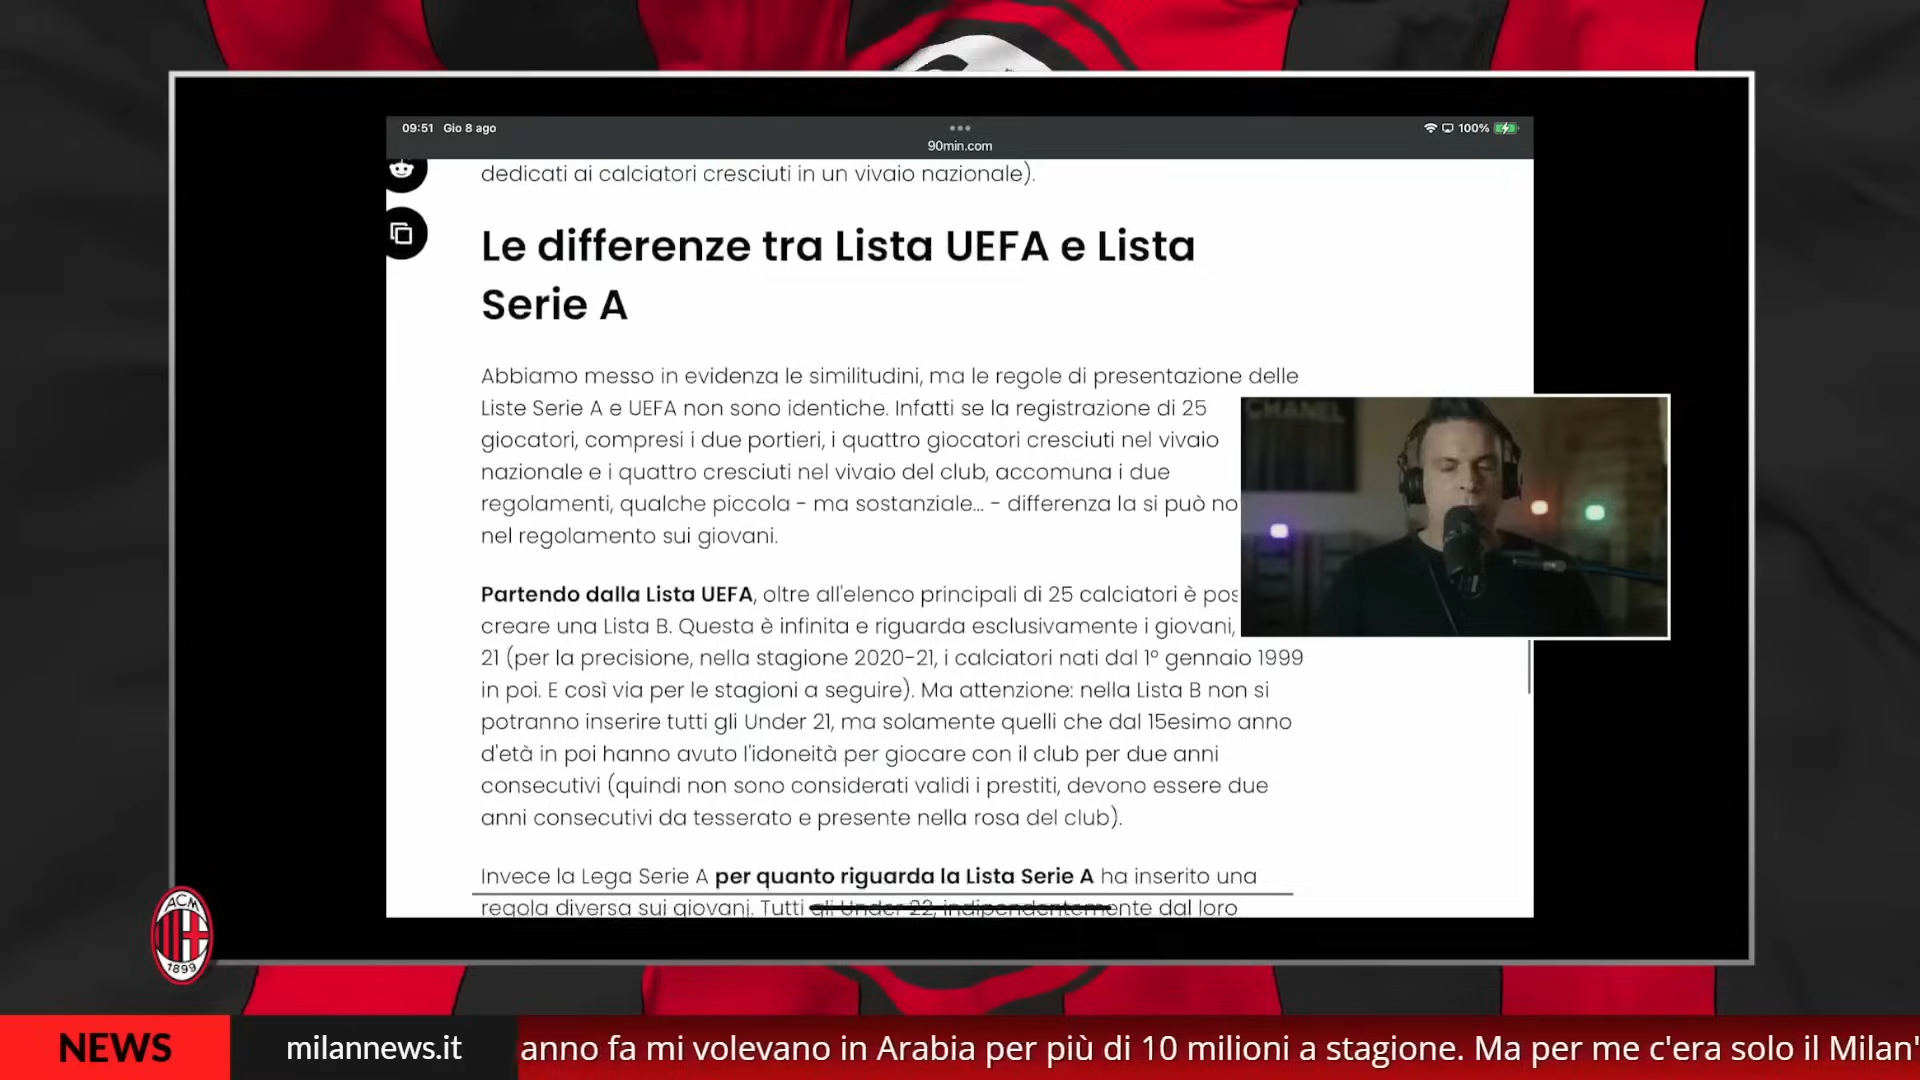 09:51 Gio 8 ago
100%
90min.com
dedicati ai calciatori cresciuti in un vivaio nazionale).
Le differenze tra Lista UEFA e Lista
Serie A
Abbiamo messo in evidenza le similitudini, ma le regole di presentazione delle
Liste Serie A e UEFA non sono identiche. Infatti se la registrazione di 25
giocatori, compresi i due portieri, i quattro giocatori cresciuti nel vivaio
nazionale e i quattro cresciuti nel vivaio del club, accomuna i due
regolamenti, qualche piccola - ma sostanziale... - differenza la si può no
nel regolamento sui giovani.
Partendo dalla Lista UEFA, oltre all'elenco principali di 25 calciatori è pos
creare una Lista B. Questa è infinita e riguarda esclusivamente i giovani,
21 (per la precisione, nella stagione 2020-21, i calciatori nati dal 1° gennaio 1999
in poi. E così via per le stagioni a seguire). Ma attenzione: nella Lista B non si
potranno inserire tutti gli Under 21, ma solamente quelli che dal 15esimo anno
d'età in poi hanno avuto l'idoneità per giocare con il club per due anni
consecutivi (quindi non sono considerati validi i prestiti, devono essere due
anni consecutivi da tesserato e presente nella rosa del club).
Invece la Lega Serie A per quanto riguarda la Lista Serie A ha inserito una
regola diversa sui giovani. Tutti gli Under 22, indipendentemente dal loro
CHANEL
ACM
1899
NEWS
milannews.it
anno fa mi volevano in Arabia per più di 10 milioni a stagione. Ma per me c'era solo il Milan"